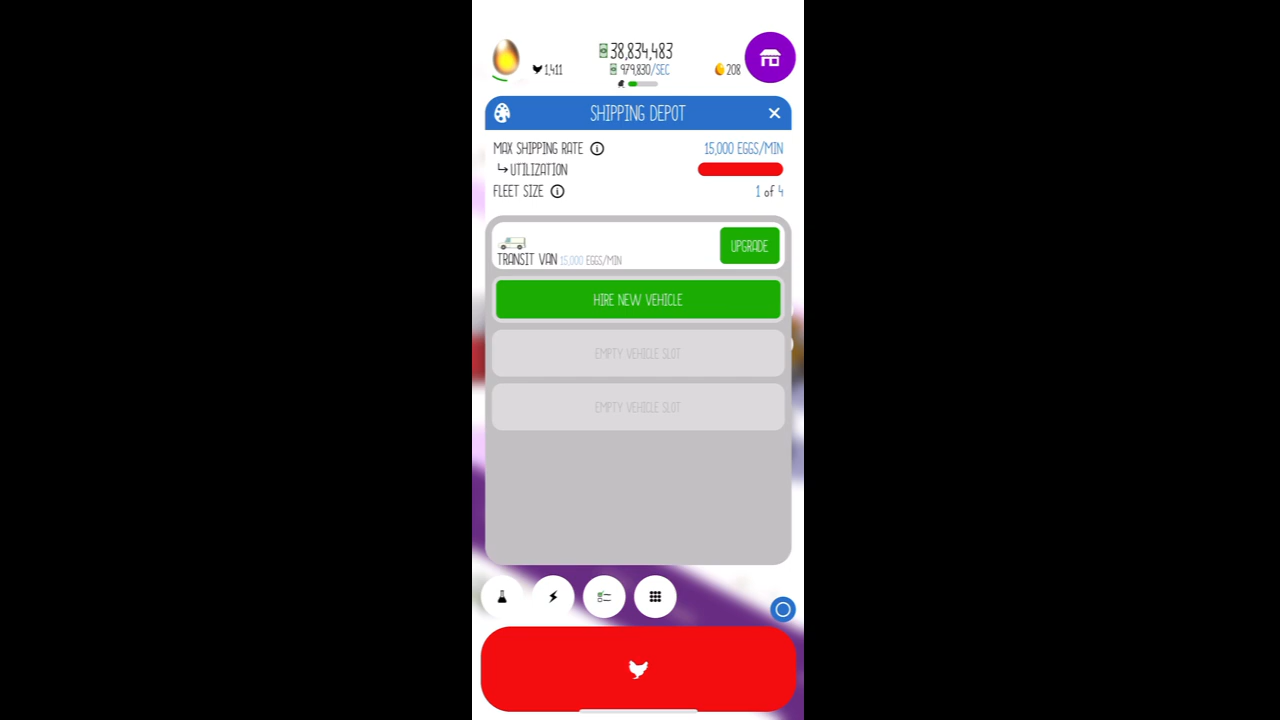 38,834,483
1,411
979,830/SEC
208
SHIPPING DEPOT
MAX SHIPPING RATE
15,000 EGGS/MIN
UTILIZATION
FLEET SIZE
1 of 4
UPGRADE
TRANSIT VAN 15,000 EGGS/MIN
HIRE NEW VEHICLE
EMPTY VEHICLE SLOT
EMPTY VEHICLE SLOT